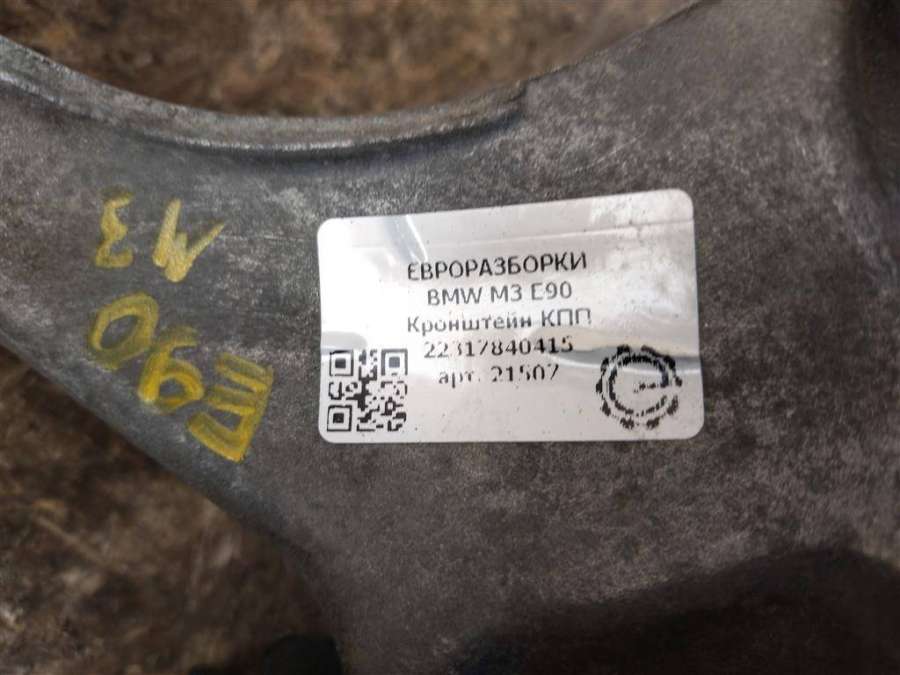 ЕВРОРАЗБОРКИ
BMW M3 E90
Кронштейн КПП
22317840415
арт. 21507
E90
M3